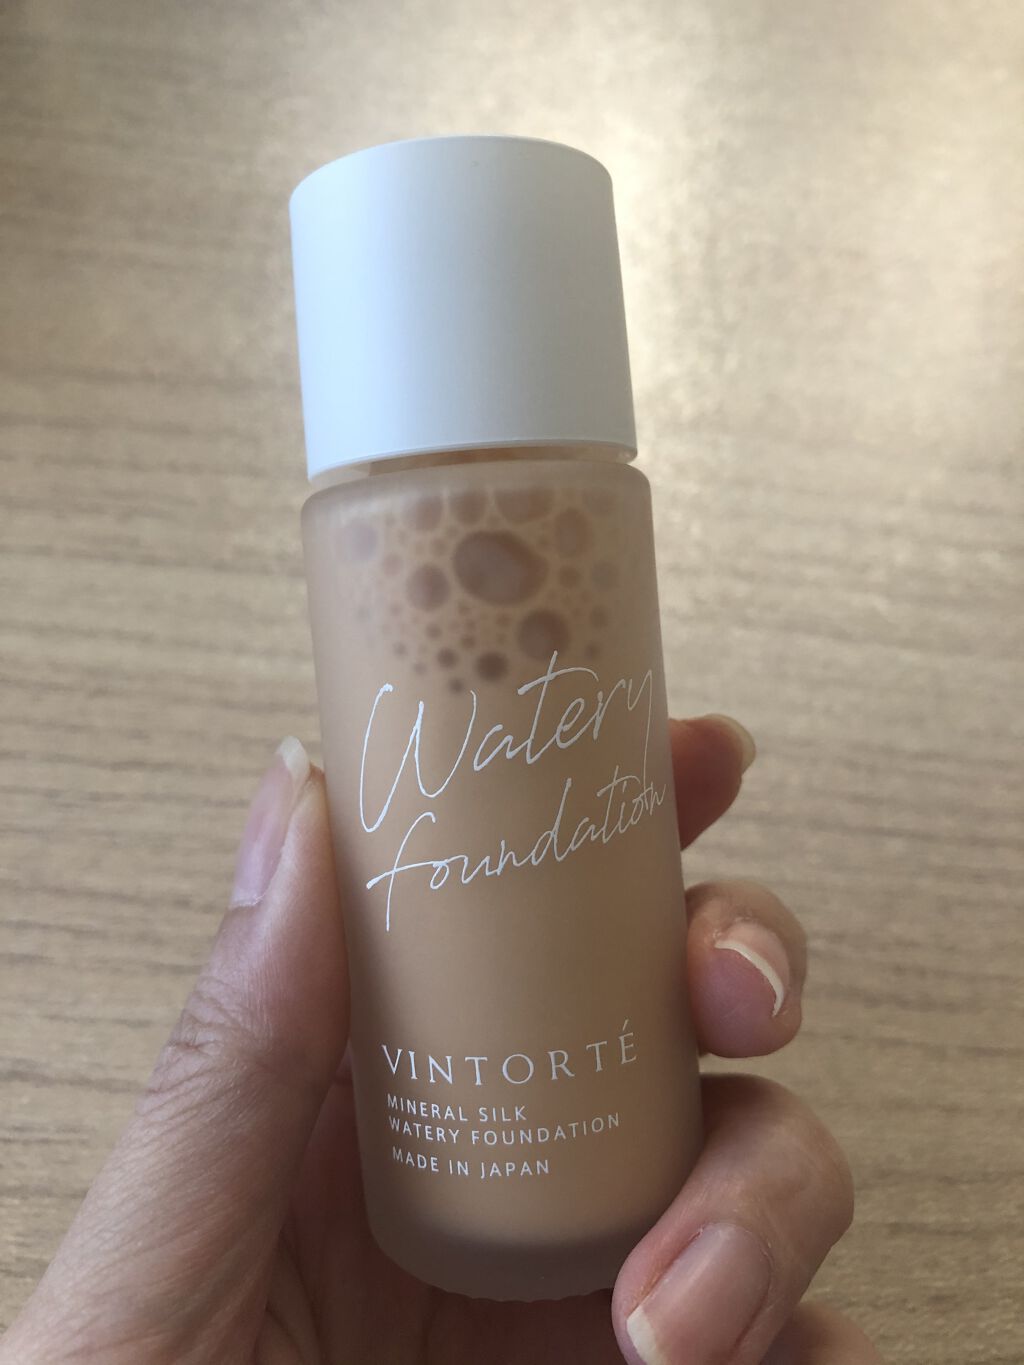 Watery
foundation
VINTORTÉ
MINERAL SILK
WATERY FOUNDATION
MADE IN JAPAN